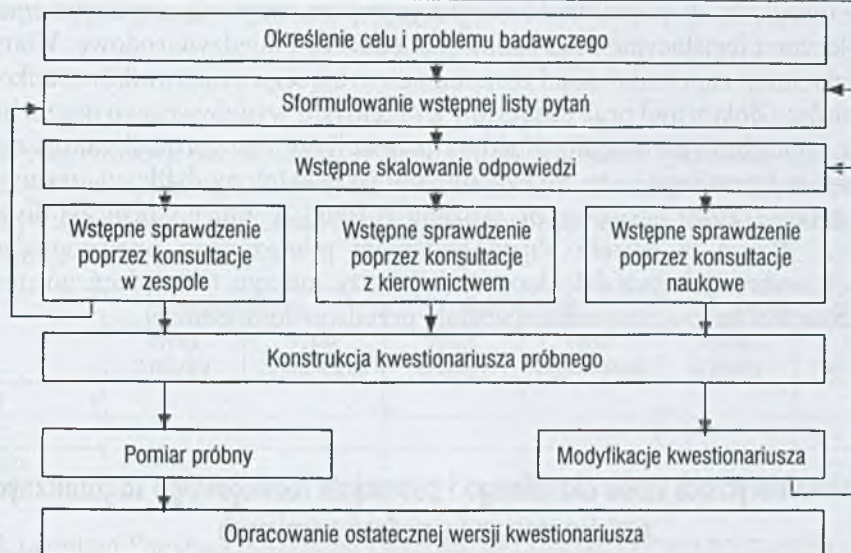 Określenie celu i problemu badawczego
Sformułowanie wstępnej listy pytań
Wstępne skalowanie odpowiedzi
Wstępne sprawdzenie
poprzez konsultacje
w zespole
Wstępne sprawdzenie
poprzez konsultacje
z kierownictwem
Wstępne sprawdzenie
poprzez konsultacje
naukowe
Konstrukcja kwestionariusza próbnego
Pomiar próbny
Modyfikacje kwestionariusza
Opracowanie ostatecznej wersji kwestionariusza